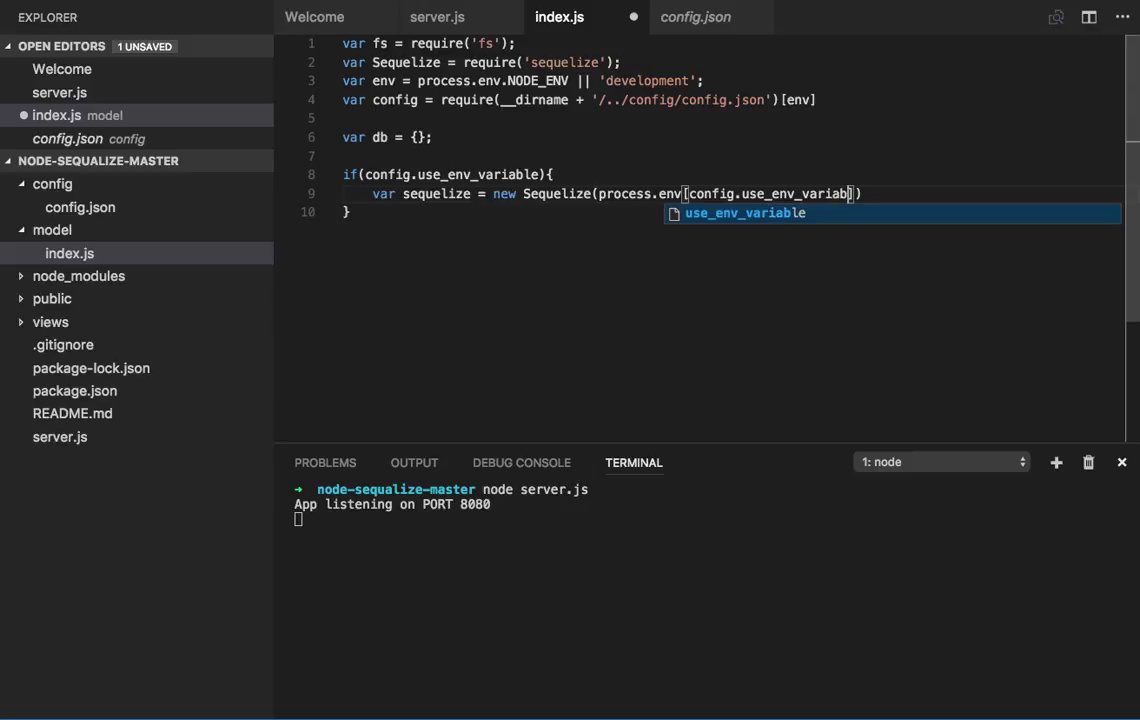 EXPLORER
OPEN EDITORS 1 UNSAVED
Welcome
server.js
index.js model
config.json config
NODE-SEQUALIZE-MASTER
config
config.json
model
index.js
node_modules
public
views
.gitignore
package-lock.json
package.json
README.md
server.js
Welcome server.js index.js config.json
1 var fs = require('fs');
2 var Sequelize = require('sequelize');
3 var env = process.env.NODE_ENV || 'development';
4 var config = require(__dirname + '/../config/config.json')[env]
5
6 var db = {};
7
8 if(config.use_env_variable){
9 var sequelize = new Sequelize(process.env[config.use_env_variab])
use_env_variable
10 }
PROBLEMS OUTPUT DEBUG CONSOLE TERMINAL 1: node
➜ node-sequalize-master node server.js
App listening on PORT 8080